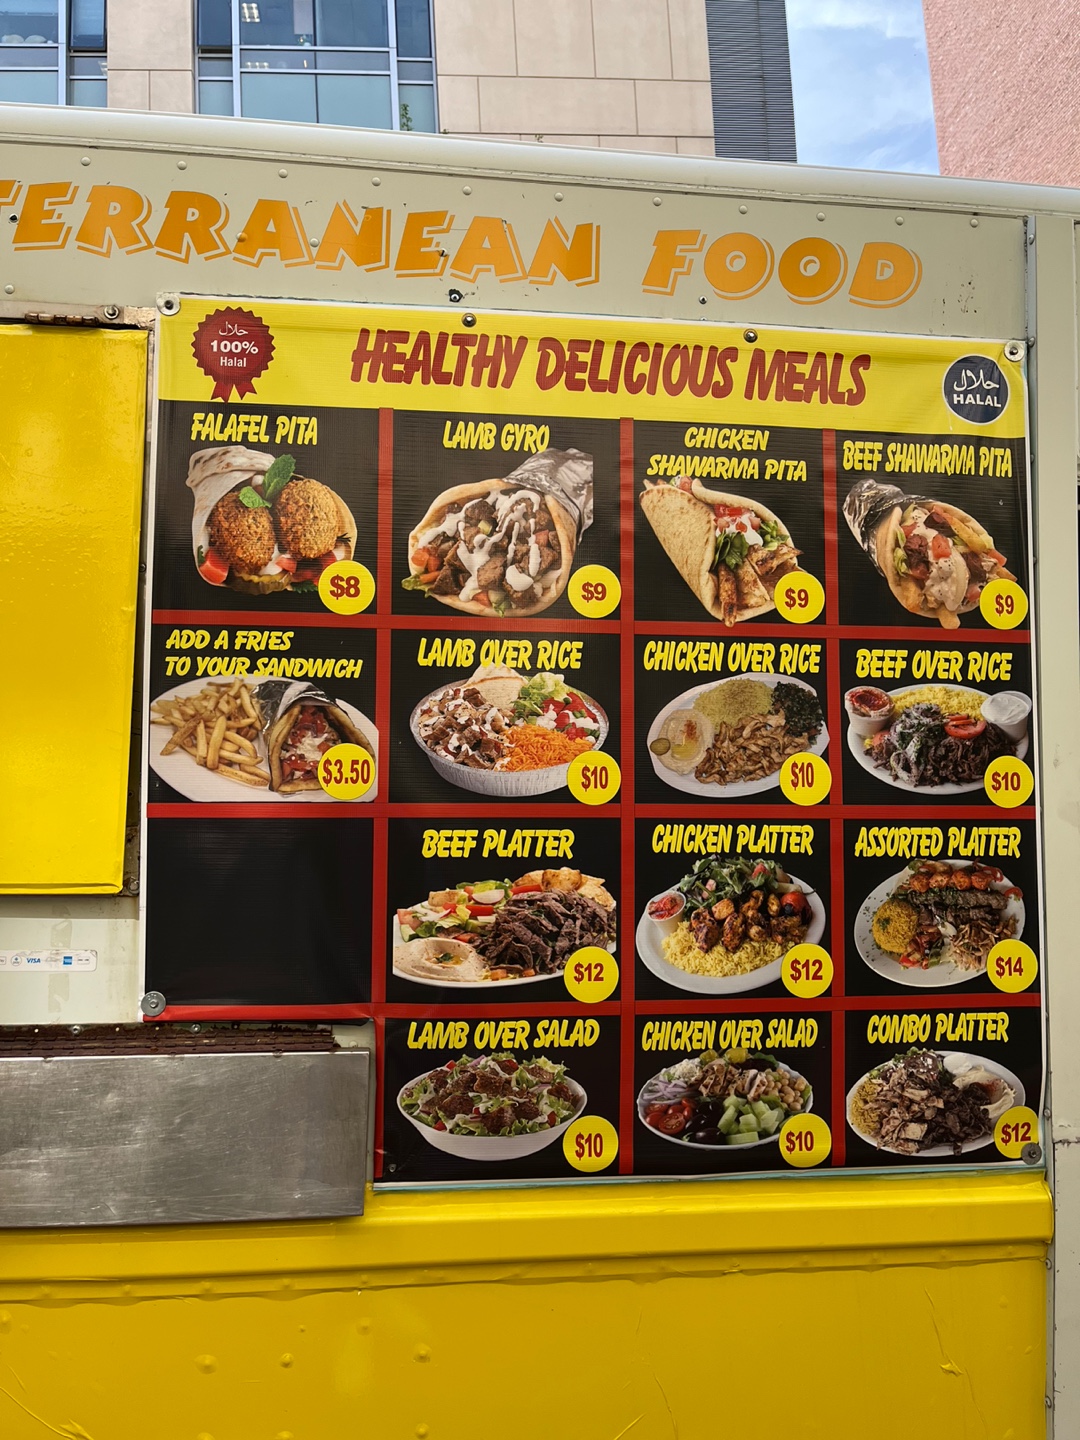 TERRANEAN FOOD
حلال
100%
Halal
HEALTHY DELICIOUS MEALS
حلال
HALAL
FALAFEL PITA
$8
LAMB GYRO
$9
CHICKEN
SHAWARMA PITA
$9
BEEF SHAWARMA PITA
$9
ADD A FRIES
TO YOUR SANDWICH
$3.50
LAMB OVER RICE
$10
CHICKEN OVER RICE
$10
BEEF OVER RICE
$10
BEEF PLATTER
$12
CHICKEN PLATTER
$12
ASSORTED PLATTER
$14
VISA
LAMB OVER SALAD
$10
CHICKEN OVER SALAD
$10
COMBO PLATTER
$12